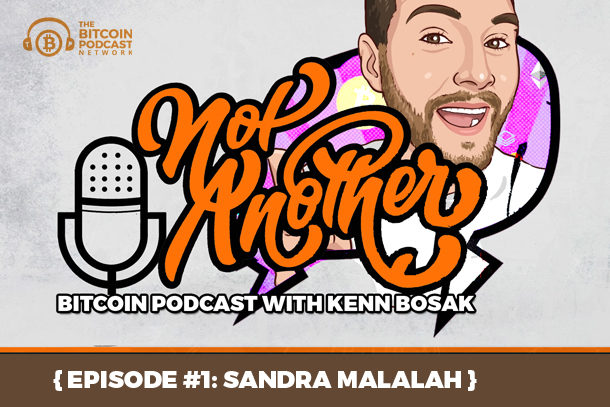 THE
BITCOIN
PODCAST
NETWORK
Not
Another
BITCOIN PODCAST WITH KENN BOSAK
{ EPISODE #1: SANDRA MALALAH }